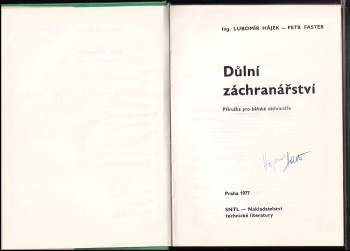 Ing. LUBOMÍR HÁJEK — PETR FASTER
Důlní
záchranářství
Příručka pro báňské záchranáře
Praha 1977
SNTL — Nakladatelství
technické literatury